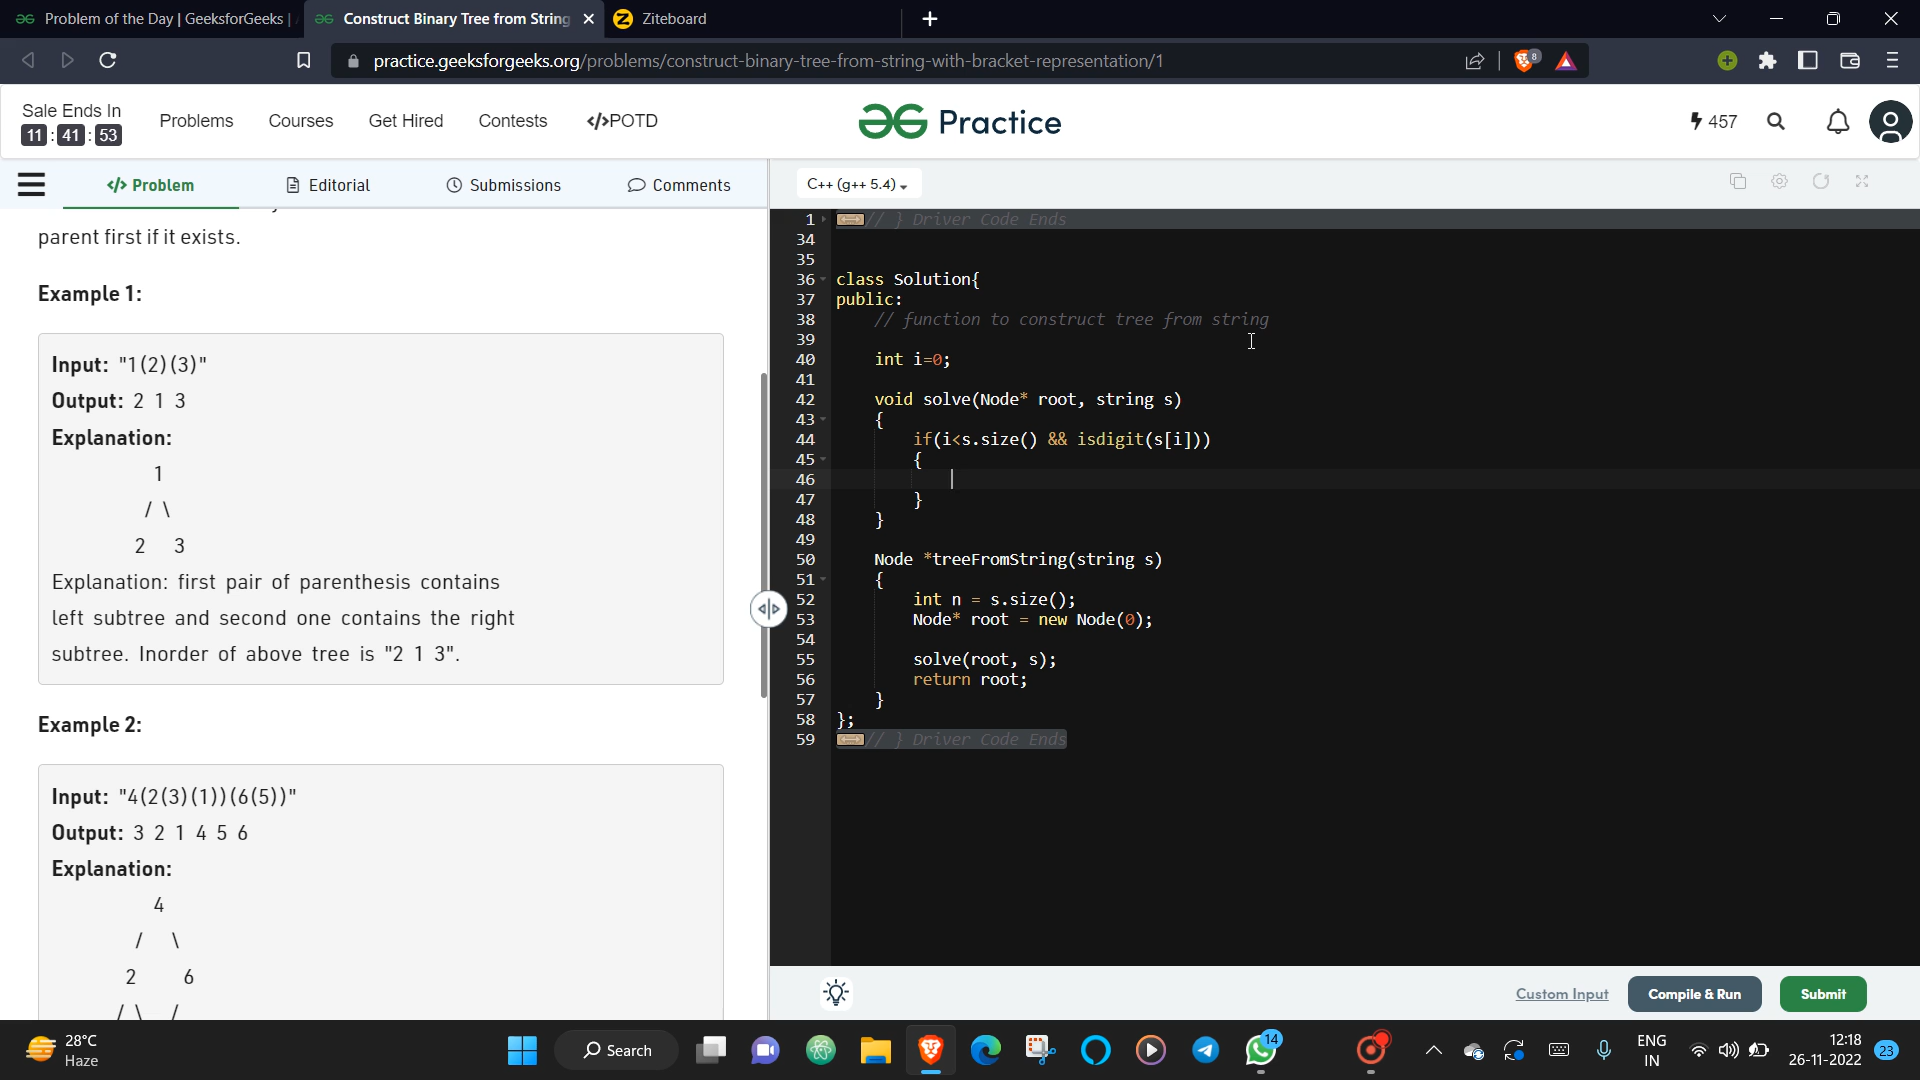 Problem of the Day | GeeksforGeeks |
Construct Binary Tree from String
Ziteboard
practice.geeksforgeeks.org/problems/construct-binary-tree-from-string-with-bracket-representation/1
8
Sale Ends In
11 : 41 : 53
Problems
Courses
Get Hired
Contests
</>POTD
Practice
457
</> Problem
Editorial
Submissions
Comments
C++ (g++ 5.4)
parent first if it exists.
Example 1:
Input: "1(2)(3)"
Output: 2 1 3
Explanation:
1
/ \
2 3
Explanation: first pair of parenthesis contains
left subtree and second one contains the right
subtree. Inorder of above tree is "2 1 3".
Example 2:
Input: "4(2(3)(1))(6(5))"
Output: 3 2 1 4 5 6
Explanation:
4
/ \
2 6
/ \ /
1 // } Driver Code Ends
34
35
36 class Solution{
37 public:
38 // function to construct tree from string
39
40 int i=0;
41
42 void solve(Node* root, string s)
43 {
44 if(i<s.size() && isdigit(s[i]))
45 {
46
47 }
48 }
49
50 Node *treeFromString(string s)
51 {
52 int n = s.size();
53 Node* root = new Node(0);
54
55 solve(root, s);
56 return root;
57 }
58 };
59 // } Driver Code Ends
Custom Input
Compile & Run
Submit
28°C
Haze
Search
14
ENG
IN
12:18
26-11-2022
23